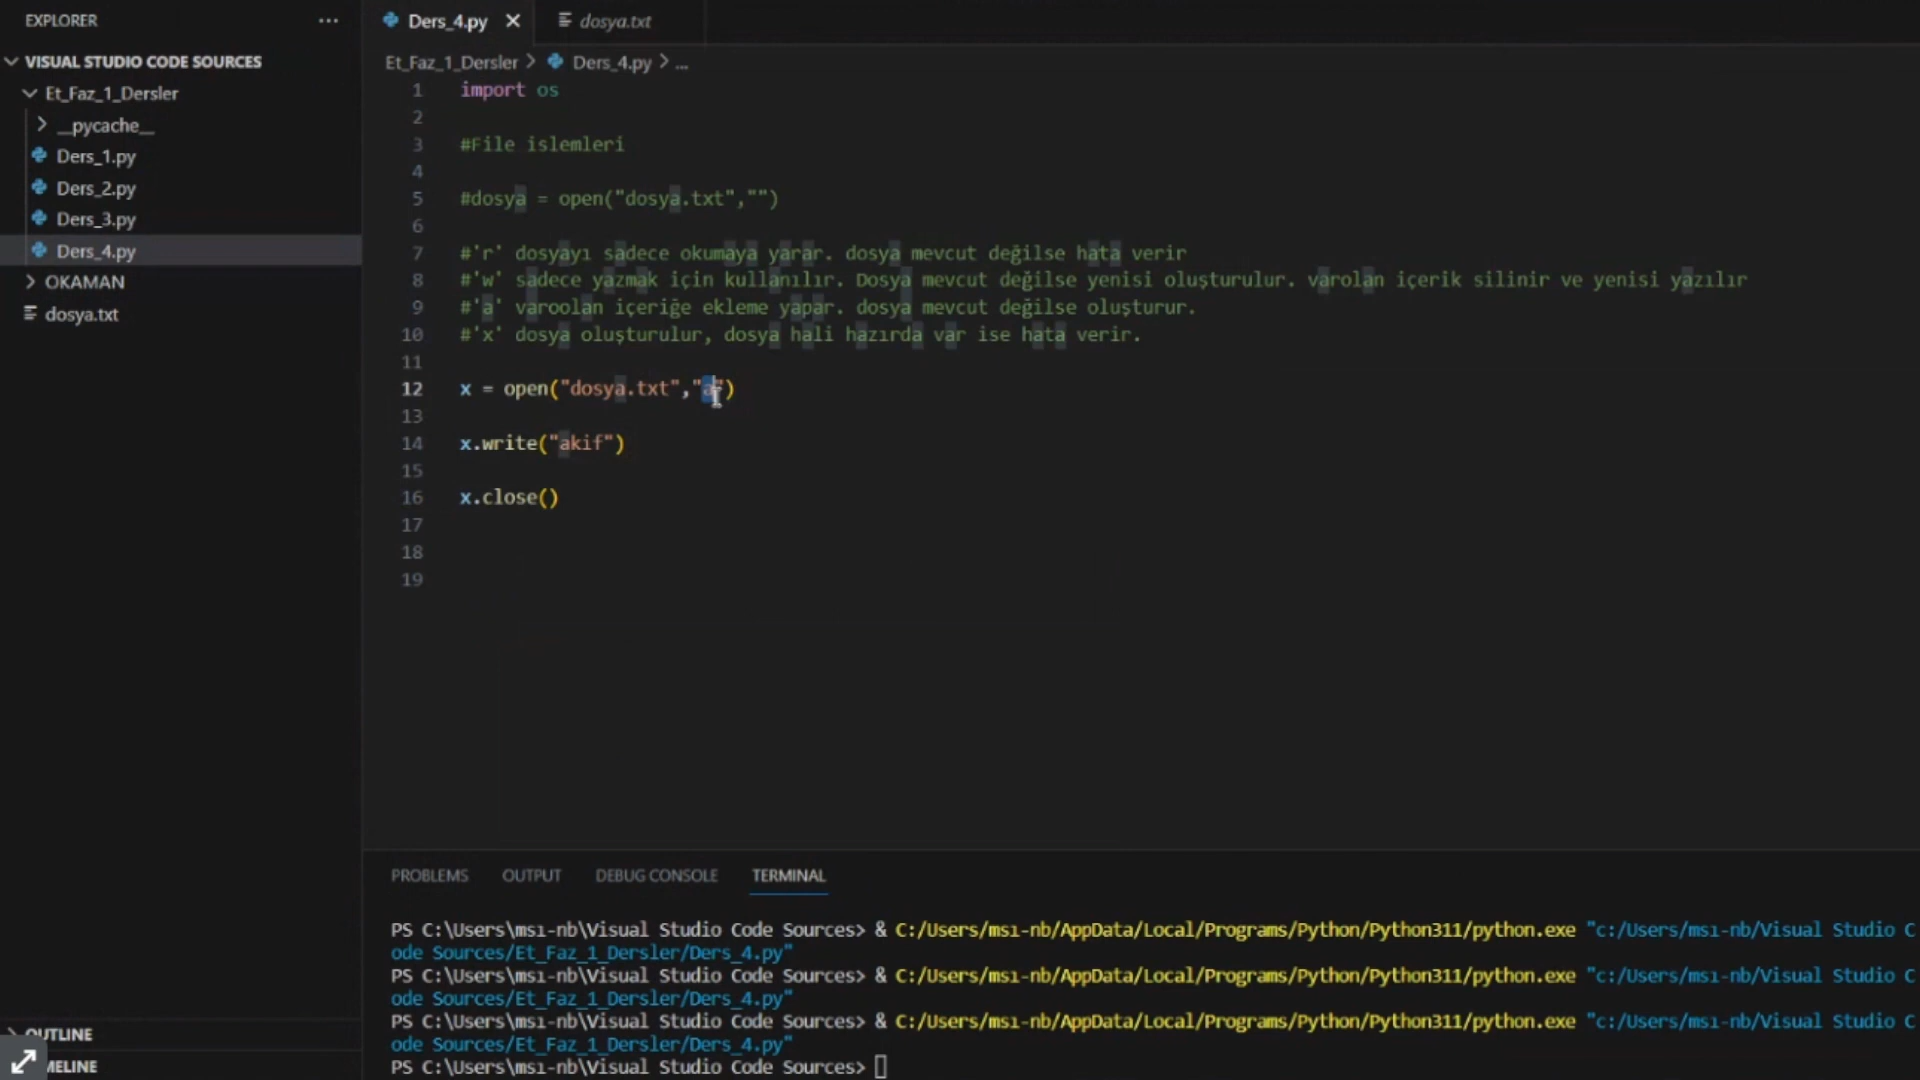 EXPLORER
VISUAL STUDIO CODE SOURCES
Et_Faz_1_Dersler
__pycache__
Ders_1.py
Ders_2.py
Ders_3.py
Ders_4.py
OKAMAN
dosya.txt
OUTLINE
MELINE
Ders_4.py
dosya.txt
Et_Faz_1_Dersler > Ders_4.py > ...
1 import os
2
3 #File islemleri
4
5 #dosya = open("dosya.txt","")
6
7 #'r' dosyayı sadece okumaya yarar. dosya mevcut değilse hata verir
8 #'w' sadece yazmak için kullanılır. Dosya mevcut değilse yenisi oluşturulur. varolan içerik silinir ve yenisi yazılır
9 #'a' varoolan içeriğe ekleme yapar. dosya mevcut değilse oluşturur.
10 #'x' dosya oluşturulur, dosya hali hazırda var ise hata verir.
11
12 x = open("dosya.txt","a")
13
14 x.write("akif")
15
16 x.close()
17
18
19
PROBLEMS OUTPUT DEBUG CONSOLE TERMINAL
PS C:\Users\msı-nb\Visual Studio Code Sources> & C:/Users/msı-nb/AppData/Local/Programs/Python/Python311/python.exe "c:/Users/msı-nb/Visual Studio C
ode Sources/Et_Faz_1_Dersler/Ders_4.py"
PS C:\Users\msı-nb\Visual Studio Code Sources> & C:/Users/msı-nb/AppData/Local/Programs/Python/Python311/python.exe "c:/Users/msı-nb/Visual Studio C
ode Sources/Et_Faz_1_Dersler/Ders_4.py"
PS C:\Users\msı-nb\Visual Studio Code Sources> & C:/Users/msı-nb/AppData/Local/Programs/Python/Python311/python.exe "c:/Users/msı-nb/Visual Studio C
ode Sources/Et_Faz_1_Dersler/Ders_4.py"
PS C:\Users\msı-nb\Visual Studio Code Sources>